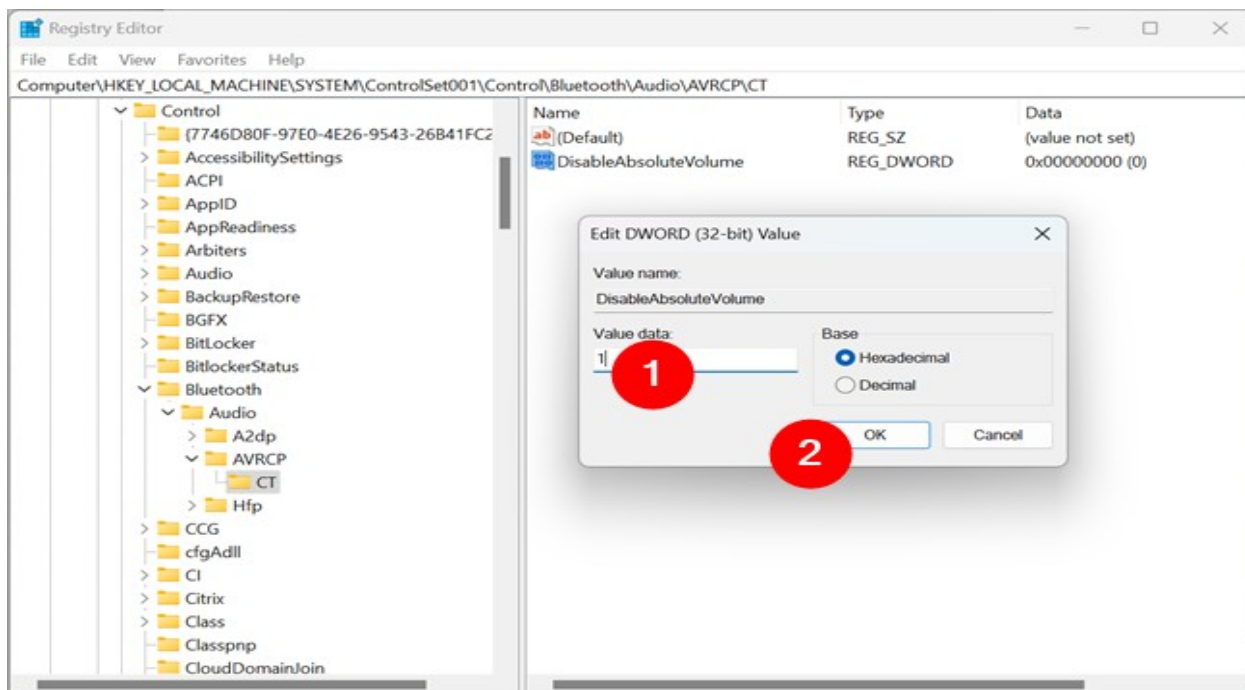 Registry Editor
File Edit View Favorites Help
Computer\HKEY_LOCAL_MACHINE\SYSTEM\ControlSet001\Control\Bluetooth\Audio\AVRCP\CT
Control
{7746D80F-97E0-4E26-9543-26B41FC2
AccessibilitySettings
ACPI
AppID
AppReadiness
Arbiters
Audio
BackupRestore
BGFX
BitLocker
BitlockerStatus
Bluetooth
Audio
A2dp
AVRCP
CT
Hfp
CCG
cfgAdll
CI
Citrix
Class
Classpnp
CloudDomainJoin
Name Type Data
ab (Default) REG_SZ (value not set)
DisableAbsoluteVolume REG_DWORD 0x00000000 (0)
Edit DWORD (32-bit) Value
Value name:
DisableAbsoluteVolume
Value data: Base
1 1 Hexadecimal
Decimal
2 OK Cancel